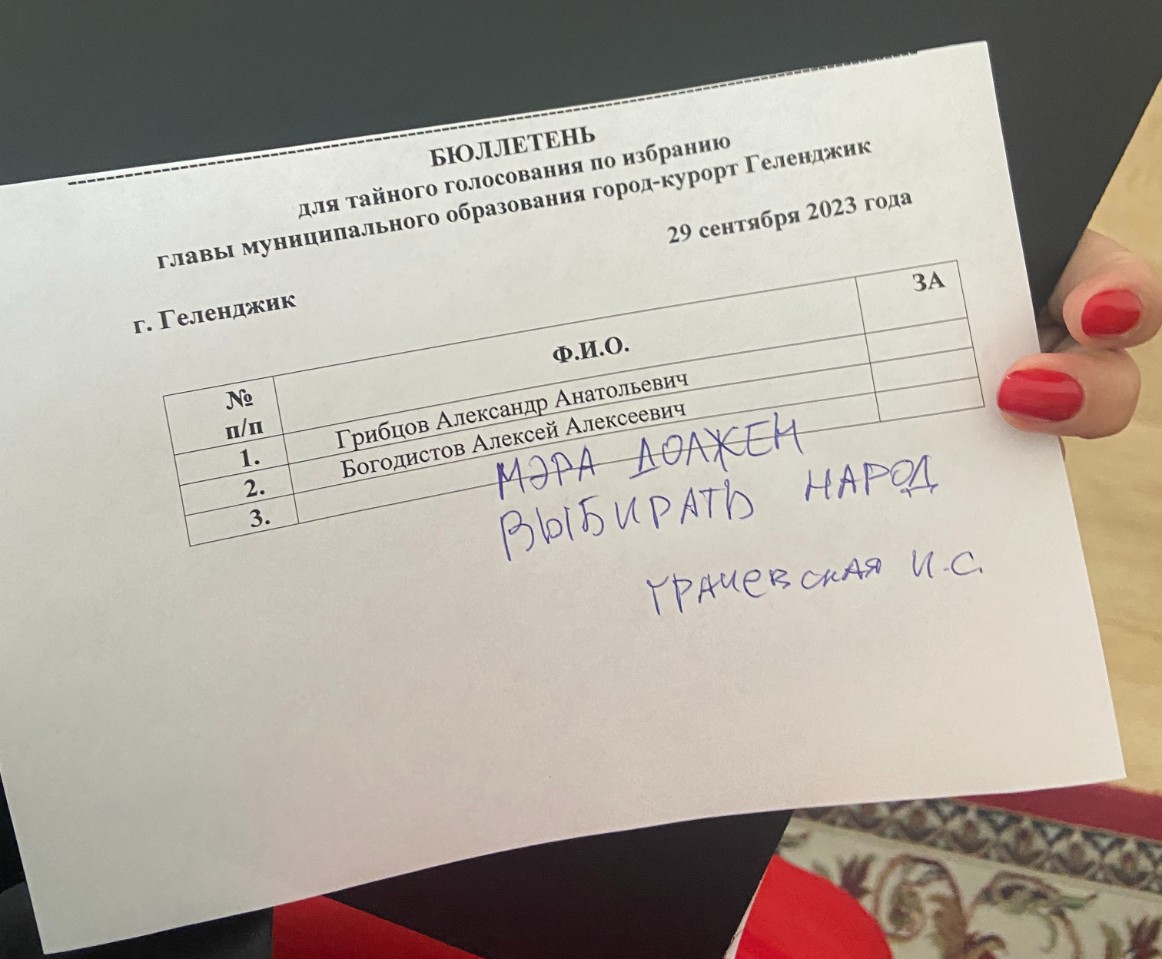 БЮЛЛЕТЕНЬ
для тайного голосования по избранию
главы муниципального образования город-курорт Геленджик
29 сентября 2023 года
г. Геленджик
№ п/п Ф.И.О. ЗА
1. Грибцов Александр Анатольевич
2. Богодистов Алексей Алексеевич
3.
МЭРА ДОЛЖЕН
ВЫБИРАТЬ НАРОД
ГРАЧЕВСКАЯ И.С.